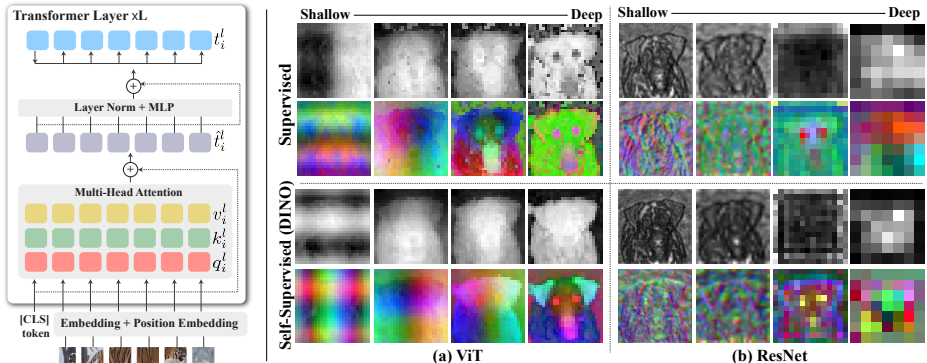 Transformer Layer xL
t_i^l
Layer Norm + MLP
t̂_i^l
Multi-Head Attention
v_i^l
k_i^l
q_i^l
[CLS]
token
Embedding + Position Embedding
Shallow
Deep
Shallow
Deep
Supervised
Self-Supervised (DINO)
(a) ViT
(b) ResNet